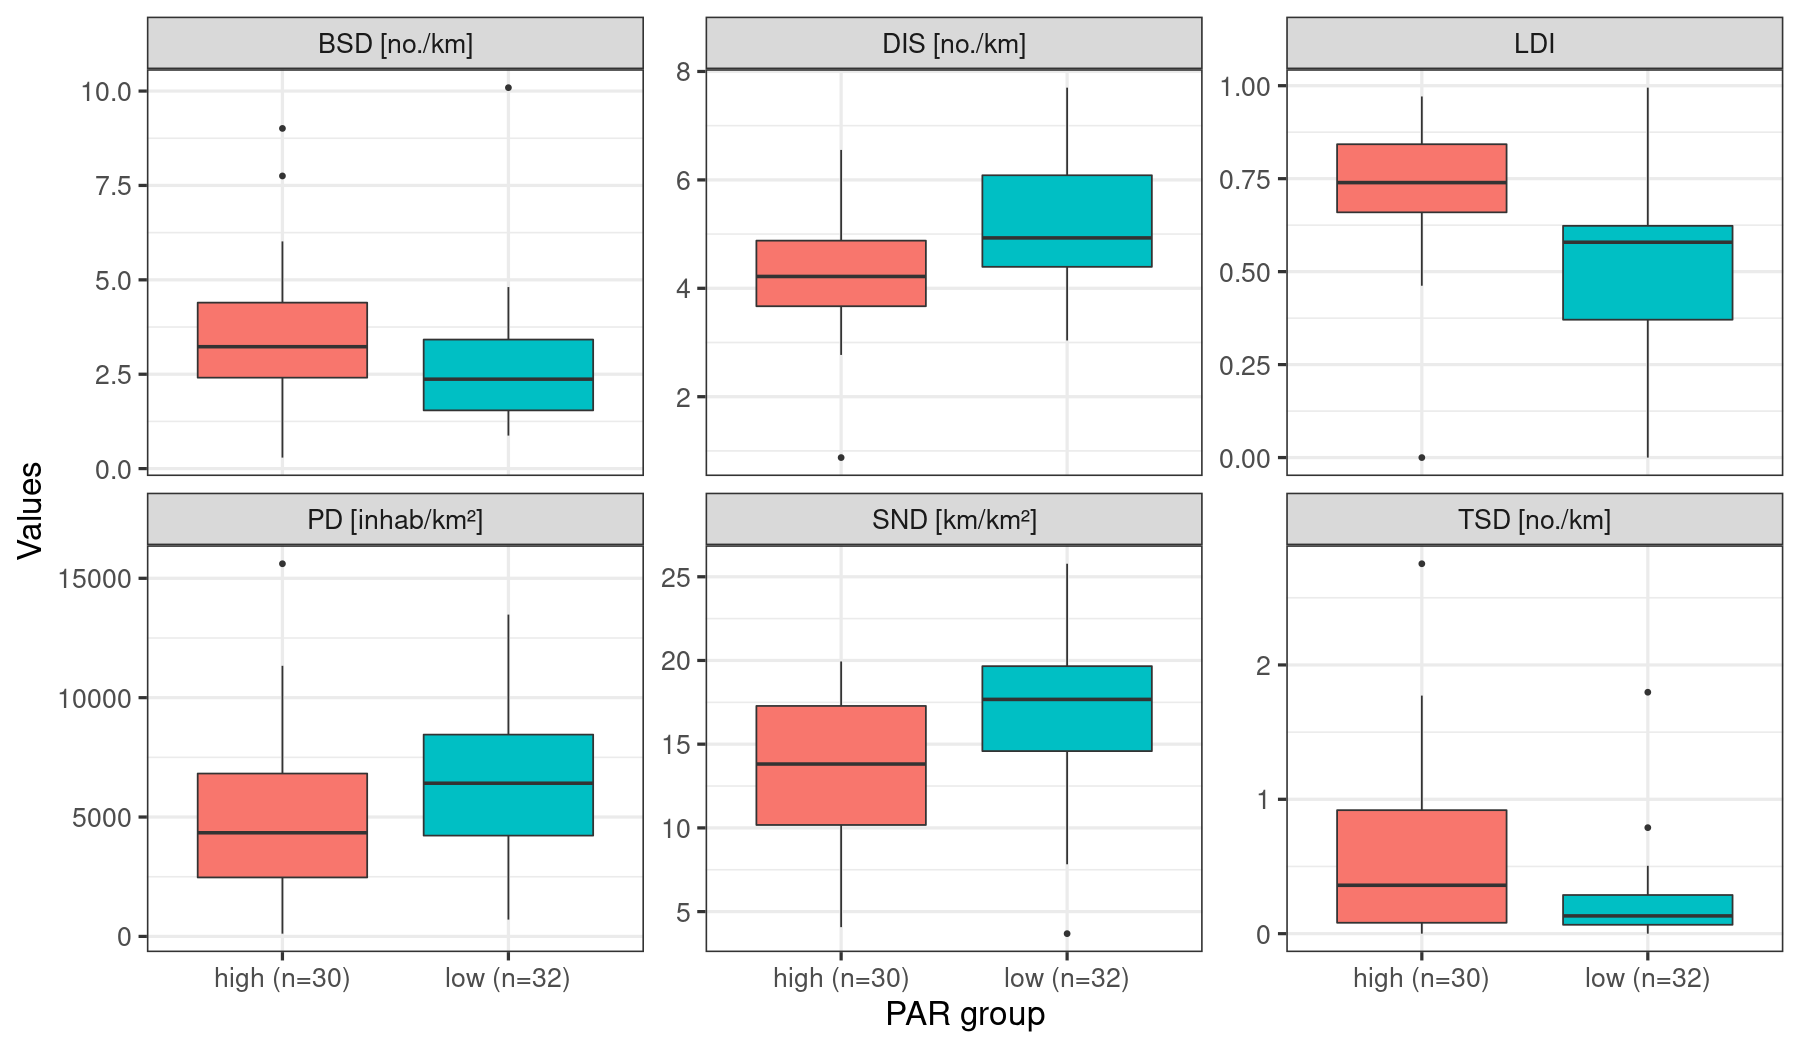 BSD [no./km]
DIS [no./km]
LDI
10.0
7.5
5.0
2.5
0.0
8
6
4
2
1.00
0.75
0.50
0.25
0.00
Values
PD [inhab/km²]
SND [km/km²]
TSD [no./km]
15000
10000
5000
0
25
20
15
10
5
2
1
0
high (n=30)
low (n=32)
high (n=30)
low (n=32)
high (n=30)
low (n=32)
PAR group